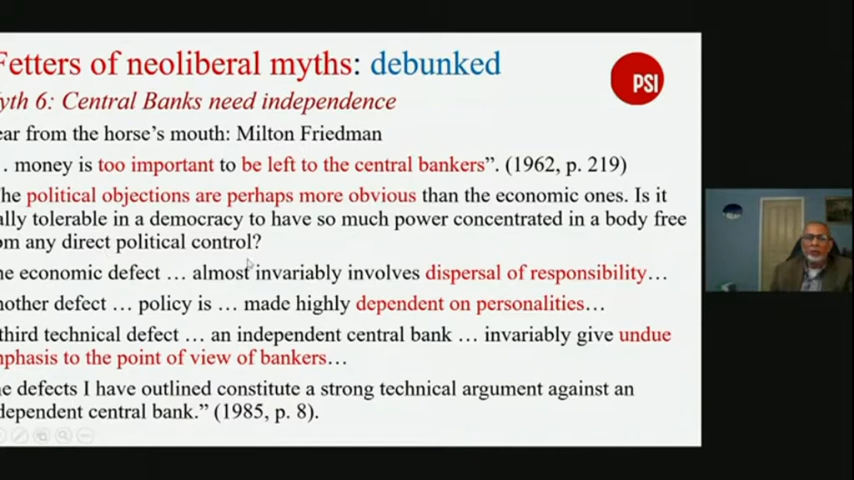 Fetters of neoliberal myths: debunked
PSI
yth 6: Central Banks need independence
ear from the horse's mouth: Milton Friedman
. money is too important to be left to the central bankers”. (1962, p. 219)
he political objections are perhaps more obvious than the economic ones. Is it
ally tolerable in a democracy to have so much power concentrated in a body free
om any direct political control?
he economic defect … almost invariably involves dispersal of responsibility…
nother defect … policy is … made highly dependent on personalities…
third technical defect … an independent central bank … invariably give undue
mphasis to the point of view of bankers…
he defects I have outlined constitute a strong technical argument against an
dependent central bank.” (1985, p. 8).